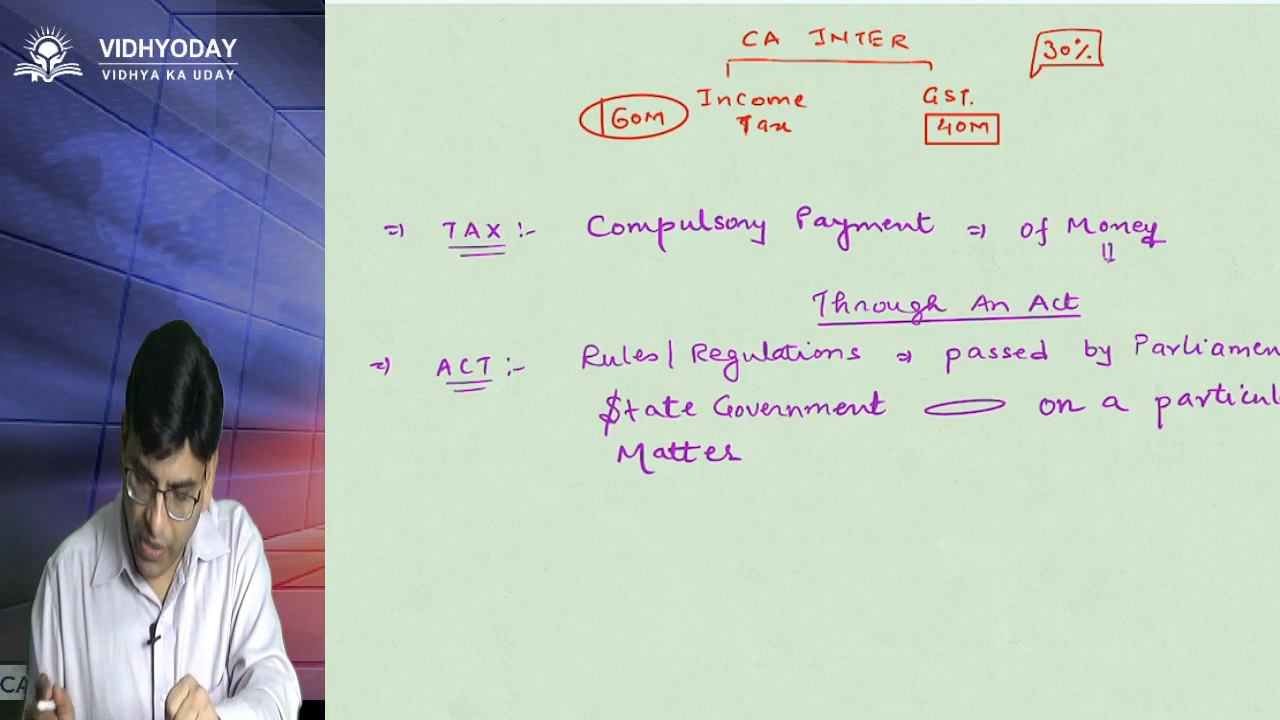 VIDHYODAY
VIDHYA KA UDAY
CA INTER
30%
60M Income Tax
GST. 40M
=> TAX :- Compulsory Payment => of Money
Through An Act
=> ACT :- Rules/Regulations => passed by Parliamen
State Government on a particul
Matter
CA